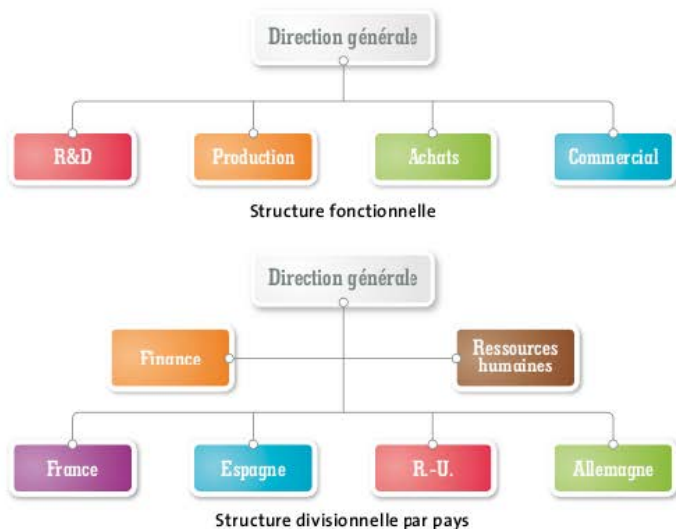 Direction générale
R&D
Production
Achats
Commercial
Structure fonctionnelle
Direction générale
Finance
Ressources
humaines
France
Espagne
R.-U.
Allemagne
Structure divisionnelle par pays